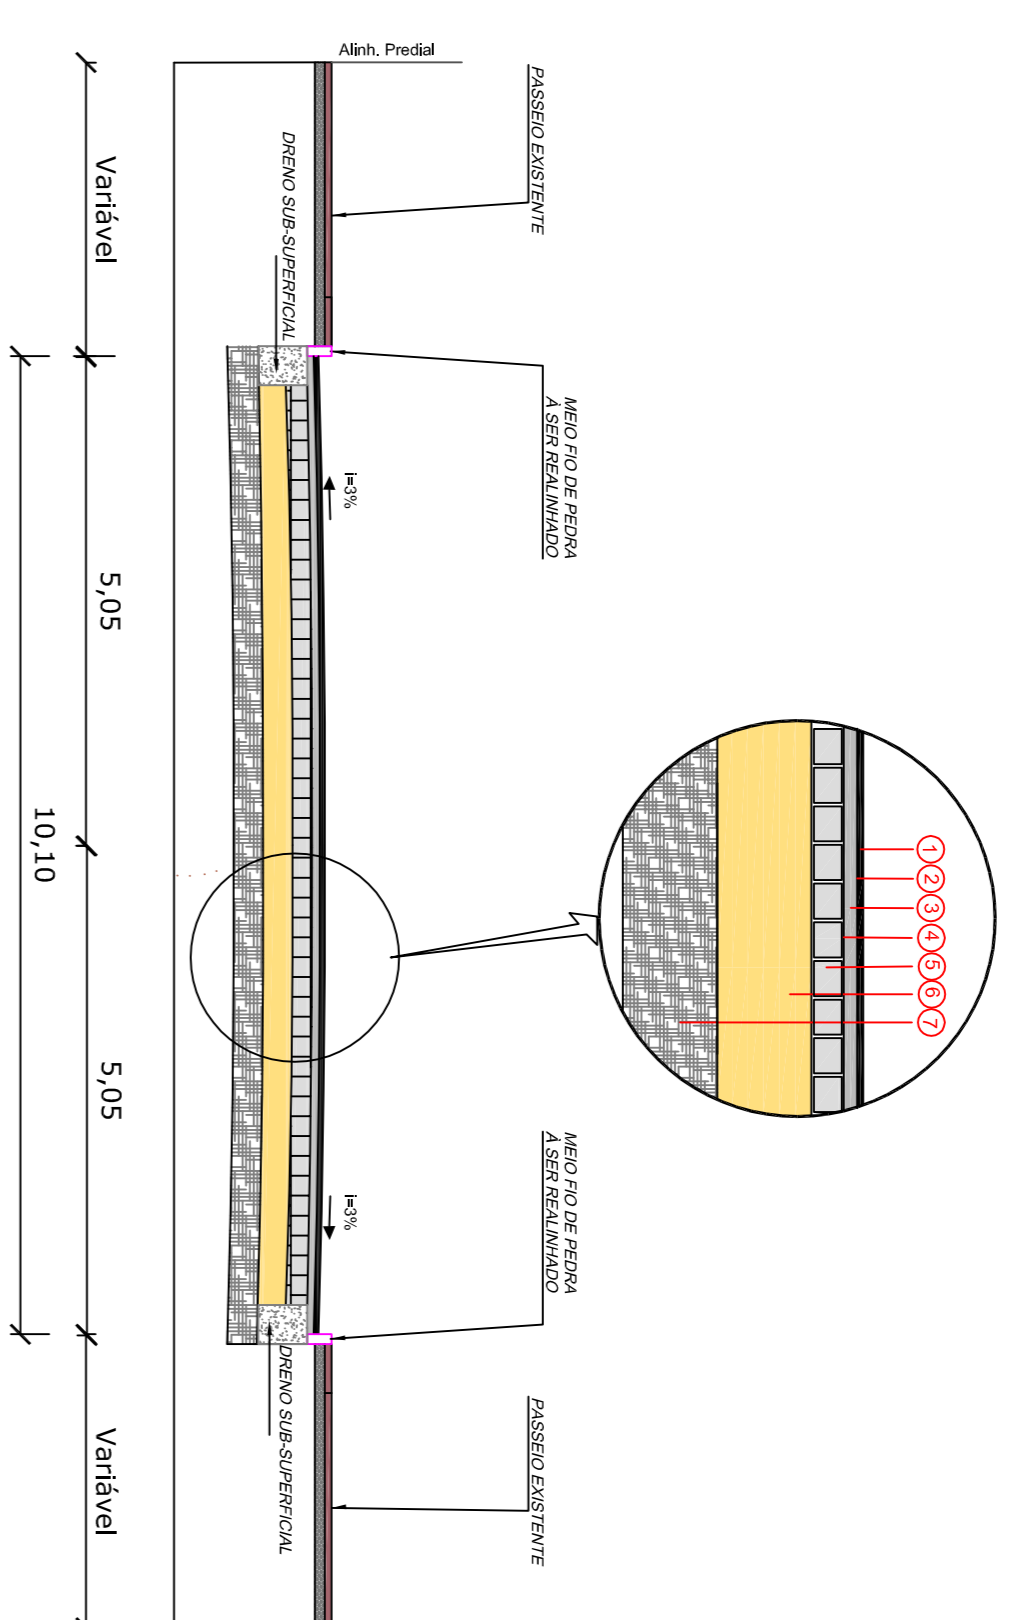 Alinh. Predial
PASSEIO EXISTENTE
DRENO SUB-SUPERFICIAL
MEIO FIO DE PEDRA
À SER REALINHADO
i=3%
1
2
3
4
5
6
7
i=3%
MEIO FIO DE PEDRA
À SER REALINHADO
DRENO SUB-SUPERFICIAL
PASSEIO EXISTENTE
Variável
5,05
5,05
Variável
10,10